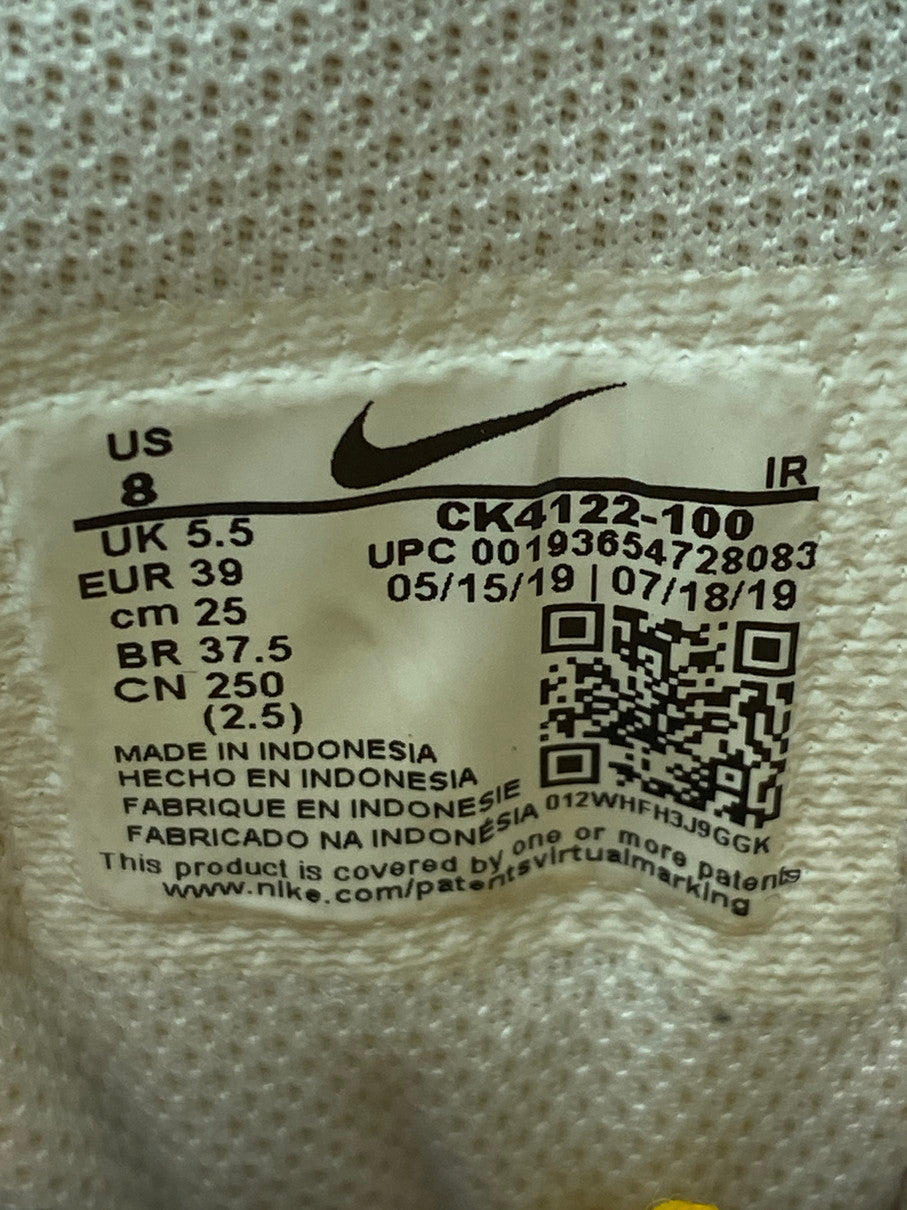 US
8
IR
UK 5.5
EUR 39
cm 25
BR 37.5
CN 250
(2.5)
CK4122-100
UPC 00193654728083
05/15/19 | 07/18/19
MADE IN INDONESIA
HECHO EN INDONESIA
FABRIQUE EN INDONESIE
FABRICADO NA INDONÉSIA
012WHFH3J9GGK
This product is covered by one or more patents
www.nike.com/patentsvirtualmarking